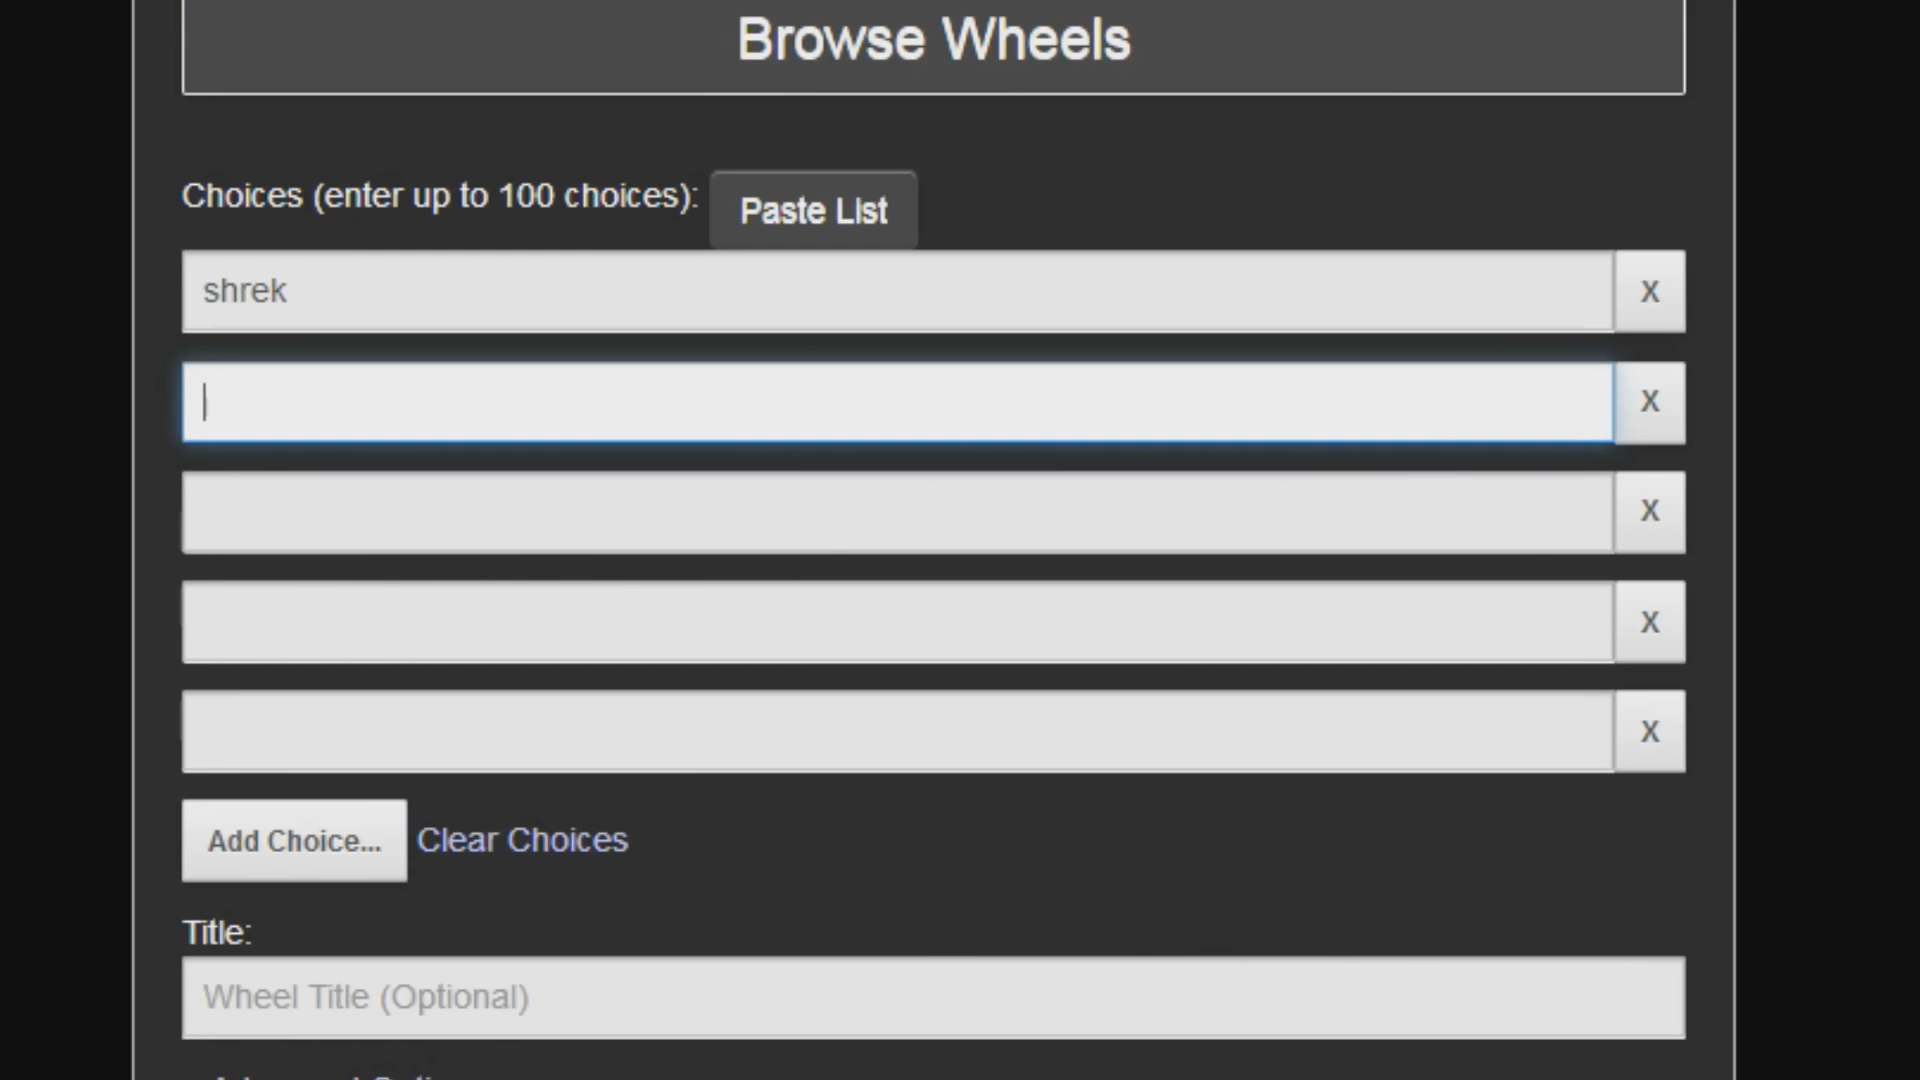 Browse Wheels
Choices (enter up to 100 choices): Paste List
shrek X
X
X
X
X
Add Choice... Clear Choices
Title:
Wheel Title (Optional)